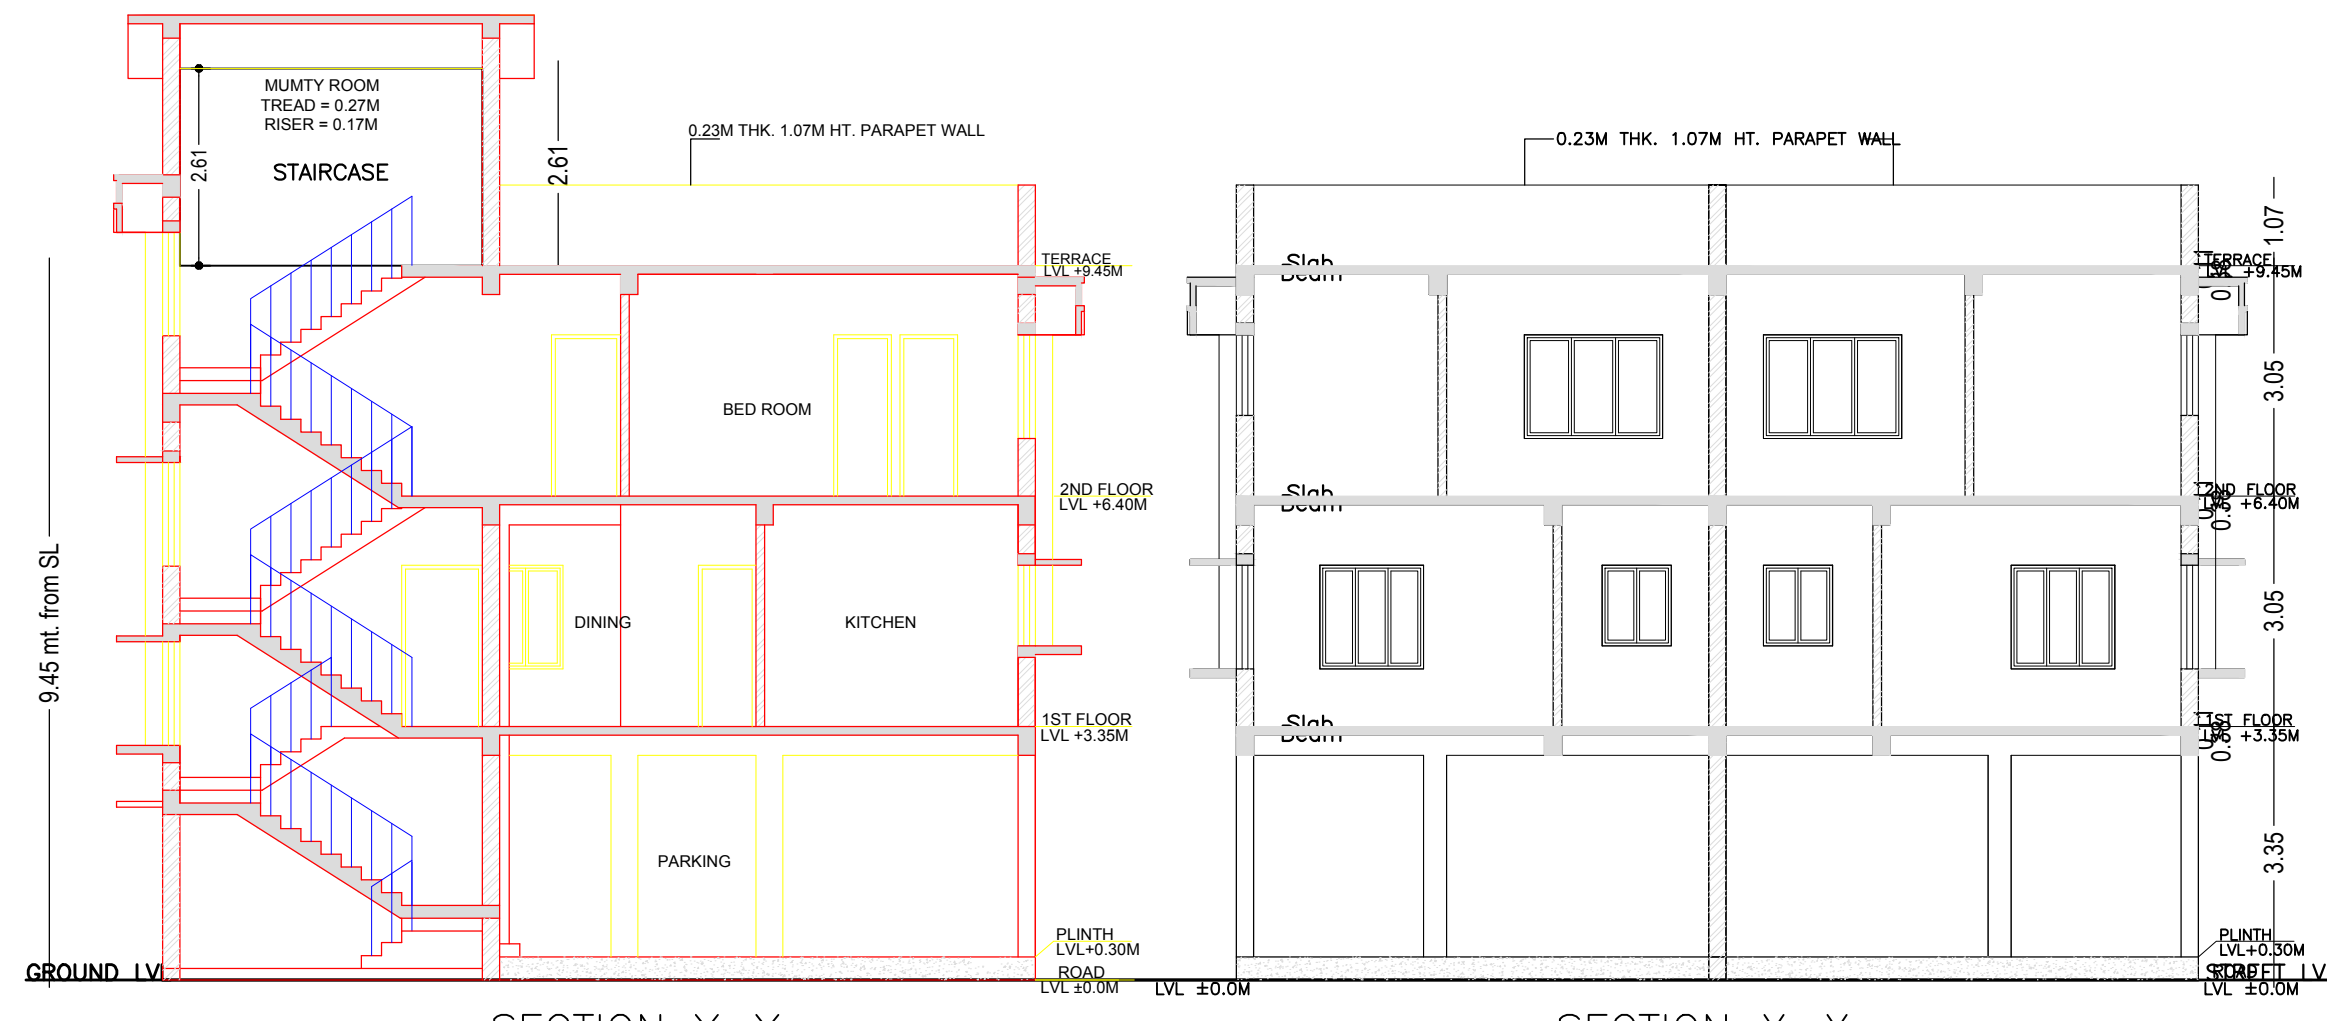 MUMTY ROOM
TREAD = 0.27M
RISER = 0.17M
STAIRCASE
2.61
2.61
0.23M THK. 1.07M HT. PARAPET WALL
TERRACE
LVL +9.45M
BED ROOM
2ND FLOOR
LVL +6.40M
DINING
KITCHEN
1ST FLOOR
LVL +3.35M
PARKING
PLINTH
LVL+0.30M
ROAD
LVL ±0.0M
9.45 mt. from SL
GROUND LV
LVL ±0.0M
0.23M THK. 1.07M HT. PARAPET WALL
Slab
Beam
TERRACE
LVL +9.45M
1.07
3.05
Slab
Beam
2ND FLOOR
LVL +6.40M
3.05
Slab
Beam
1ST FLOOR
LVL +3.35M
3.35
PLINTH
LVL+0.30M
LVL ±0.0M
SECTION
SECTION